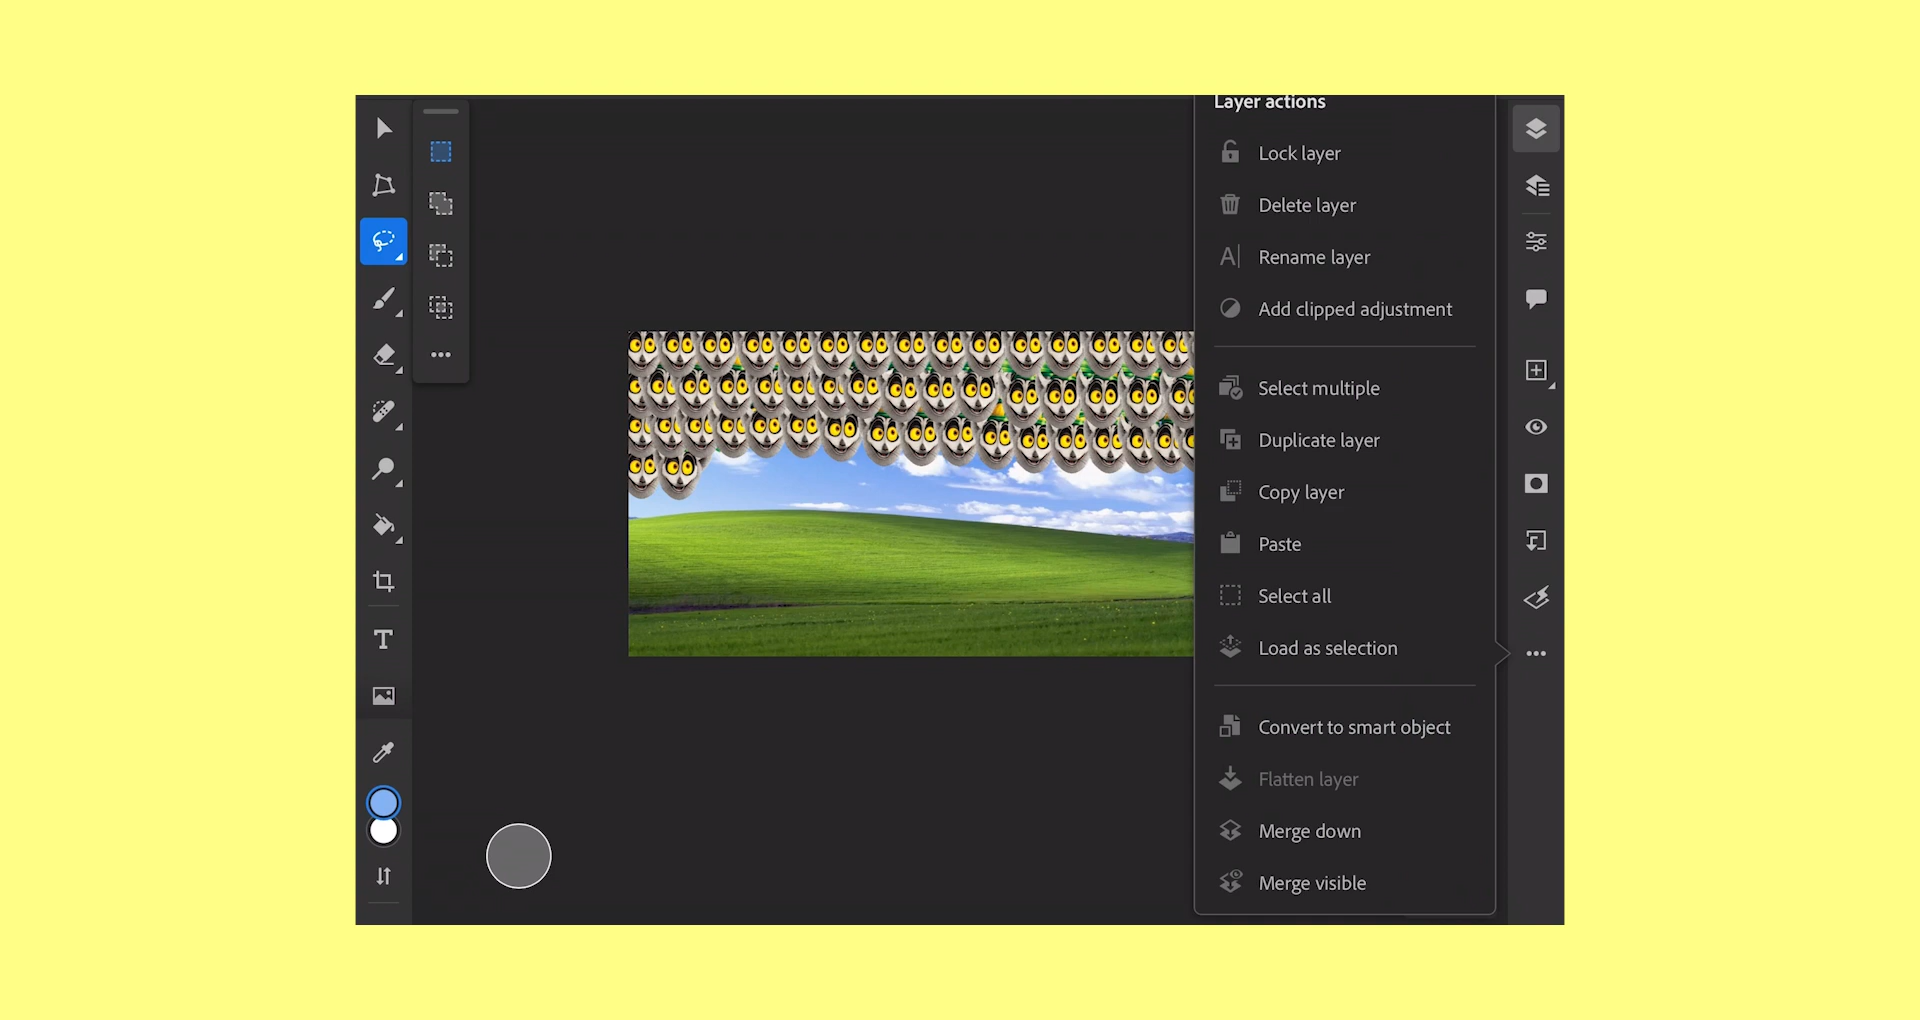 Layer actions
Lock layer
Delete layer
Rename layer
Add clipped adjustment
Select multiple
Duplicate layer
Copy layer
Paste
Select all
Load as selection
Convert to smart object
Flatten layer
Merge down
Merge visible